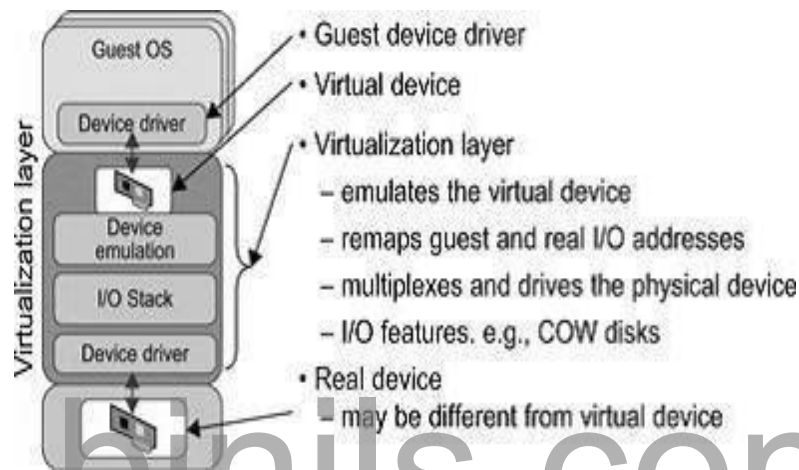 Guest OS
Device driver
Virtualization layer
Device
emulation
I/O Stack
Device driver
• Guest device driver
• Virtual device
• Virtualization layer
– emulates the virtual device
– remaps guest and real I/O addresses
– multiplexes and drives the physical device
– I/O features. e.g., COW disks
• Real device
– may be different from virtual device
binils.com